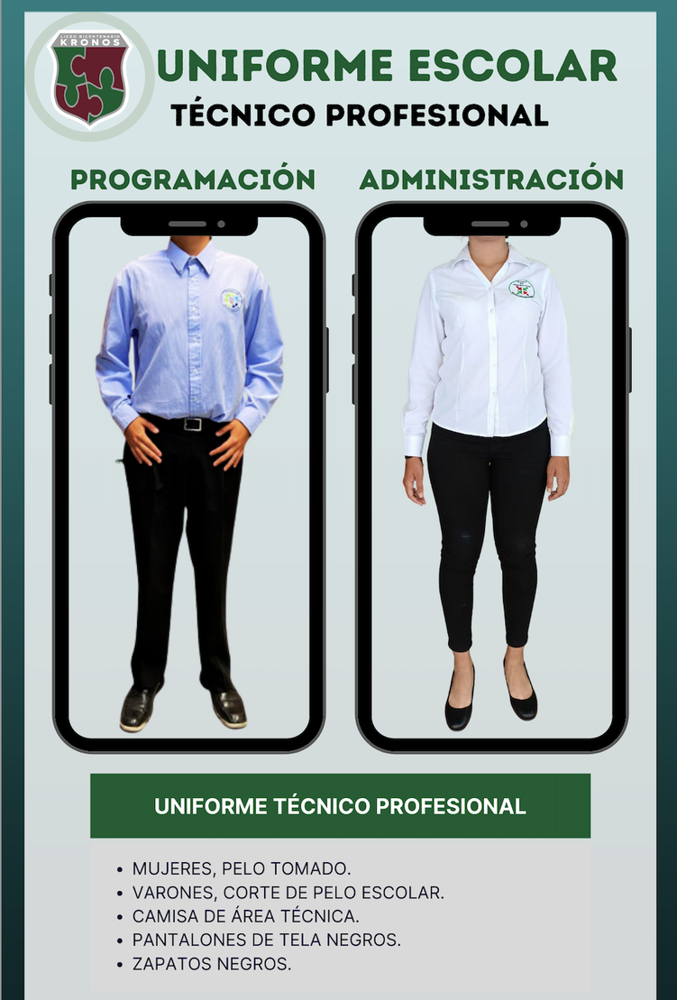 LICEO BICENTENARIO
KRONOS
UNIFORME ESCOLAR
TÉCNICO PROFESIONAL
PROGRAMACIÓN
ADMINISTRACIÓN
UNIFORME TÉCNICO PROFESIONAL
• MUJERES, PELO TOMADO.
• VARONES, CORTE DE PELO ESCOLAR.
• CAMISA DE ÁREA TÉCNICA.
• PANTALONES DE TELA NEGROS.
• ZAPATOS NEGROS.